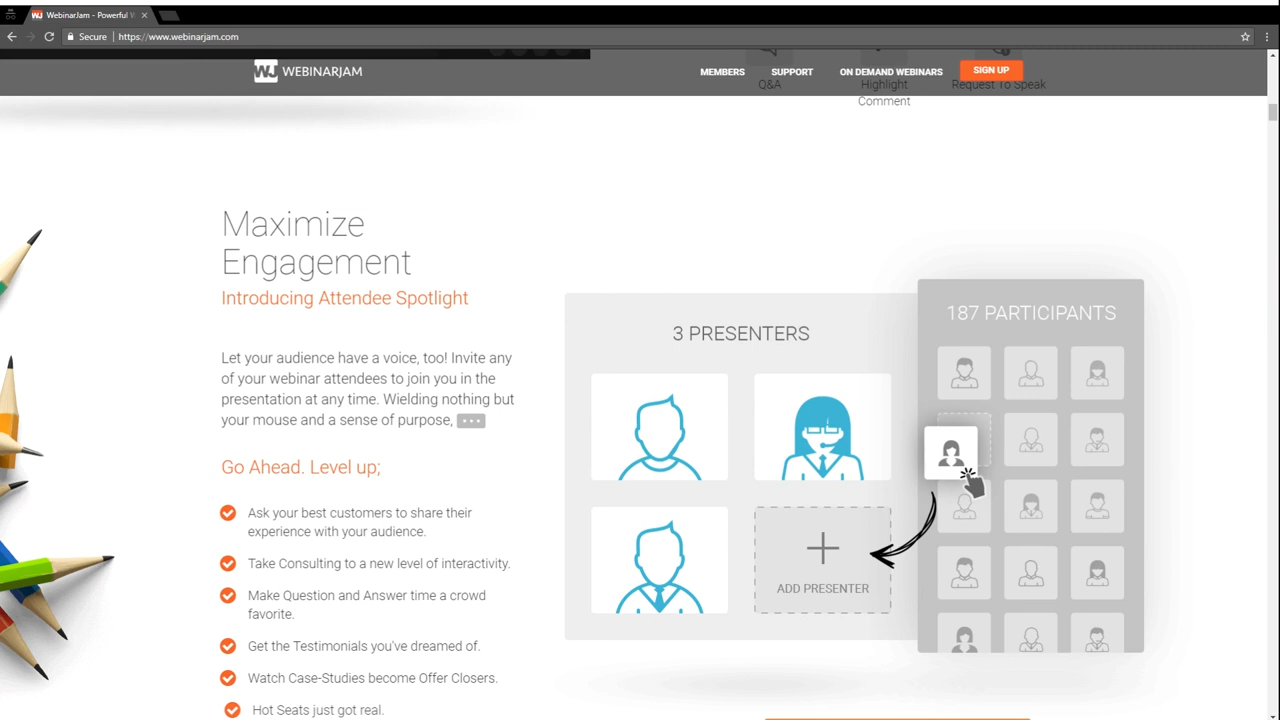 WebinarJam - Powerful
Secure https://www.webinarjam.com
WJ WEBINARJAM
MEMBERS SUPPORT ON DEMAND WEBINARS SIGN UP
Q&A Highlight Request To Speak
Comment
Maximize
Engagement
Introducing Attendee Spotlight
Let your audience have a voice, too! Invite any
of your webinar attendees to join you in the
presentation at any time. Wielding nothing but
your mouse and a sense of purpose, •••
Go Ahead. Level up;
Ask your best customers to share their
experience with your audience.
Take Consulting to a new level of interactivity.
Make Question and Answer time a crowd
favorite.
Get the Testimonials you've dreamed of.
Watch Case-Studies become Offer Closers.
Hot Seats just got real.
3 PRESENTERS
ADD PRESENTER
187 PARTICIPANTS